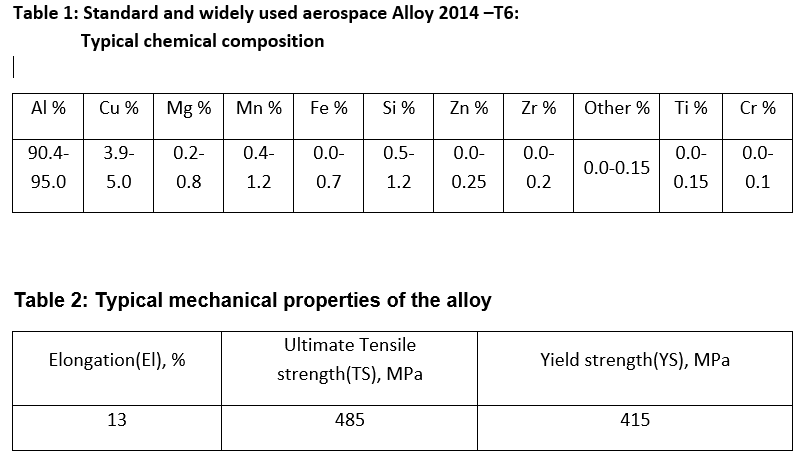 Table 1: Standard and widely used aerospace Alloy 2014 –T6:
Typical chemical composition
Al % Cu % Mg % Mn % Fe % Si % Zn % Zr % Other % Ti % Cr %
90.4- 3.9- 0.2- 0.4- 0.0- 0.5- 0.0- 0.0- 0.0-0.15 0.0- 0.0-
95.0 5.0 0.8 1.2 0.7 1.2 0.25 0.2 0.15 0.1
Table 2: Typical mechanical properties of the alloy
Elongation(El), % Ultimate Tensile Yield strength(YS), MPa
strength(TS), MPa
13 485 415